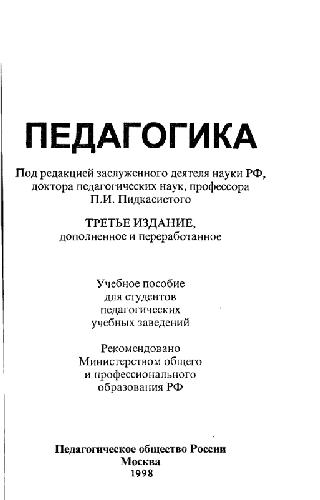 ПЕДАГОГИКА
Под редакцией заслуженного деятеля науки РФ,
доктора педагогических наук, профессора
П.И. Пидкасистого
ТРЕТЬЕ ИЗДАНИЕ,
дополненное и переработанное
Учебное пособие
для студентов
педагогических
учебных заведений
Рекомендовано
Министерством общего
и профессионального
образования РФ
Педагогическое общество России
Москва
1998